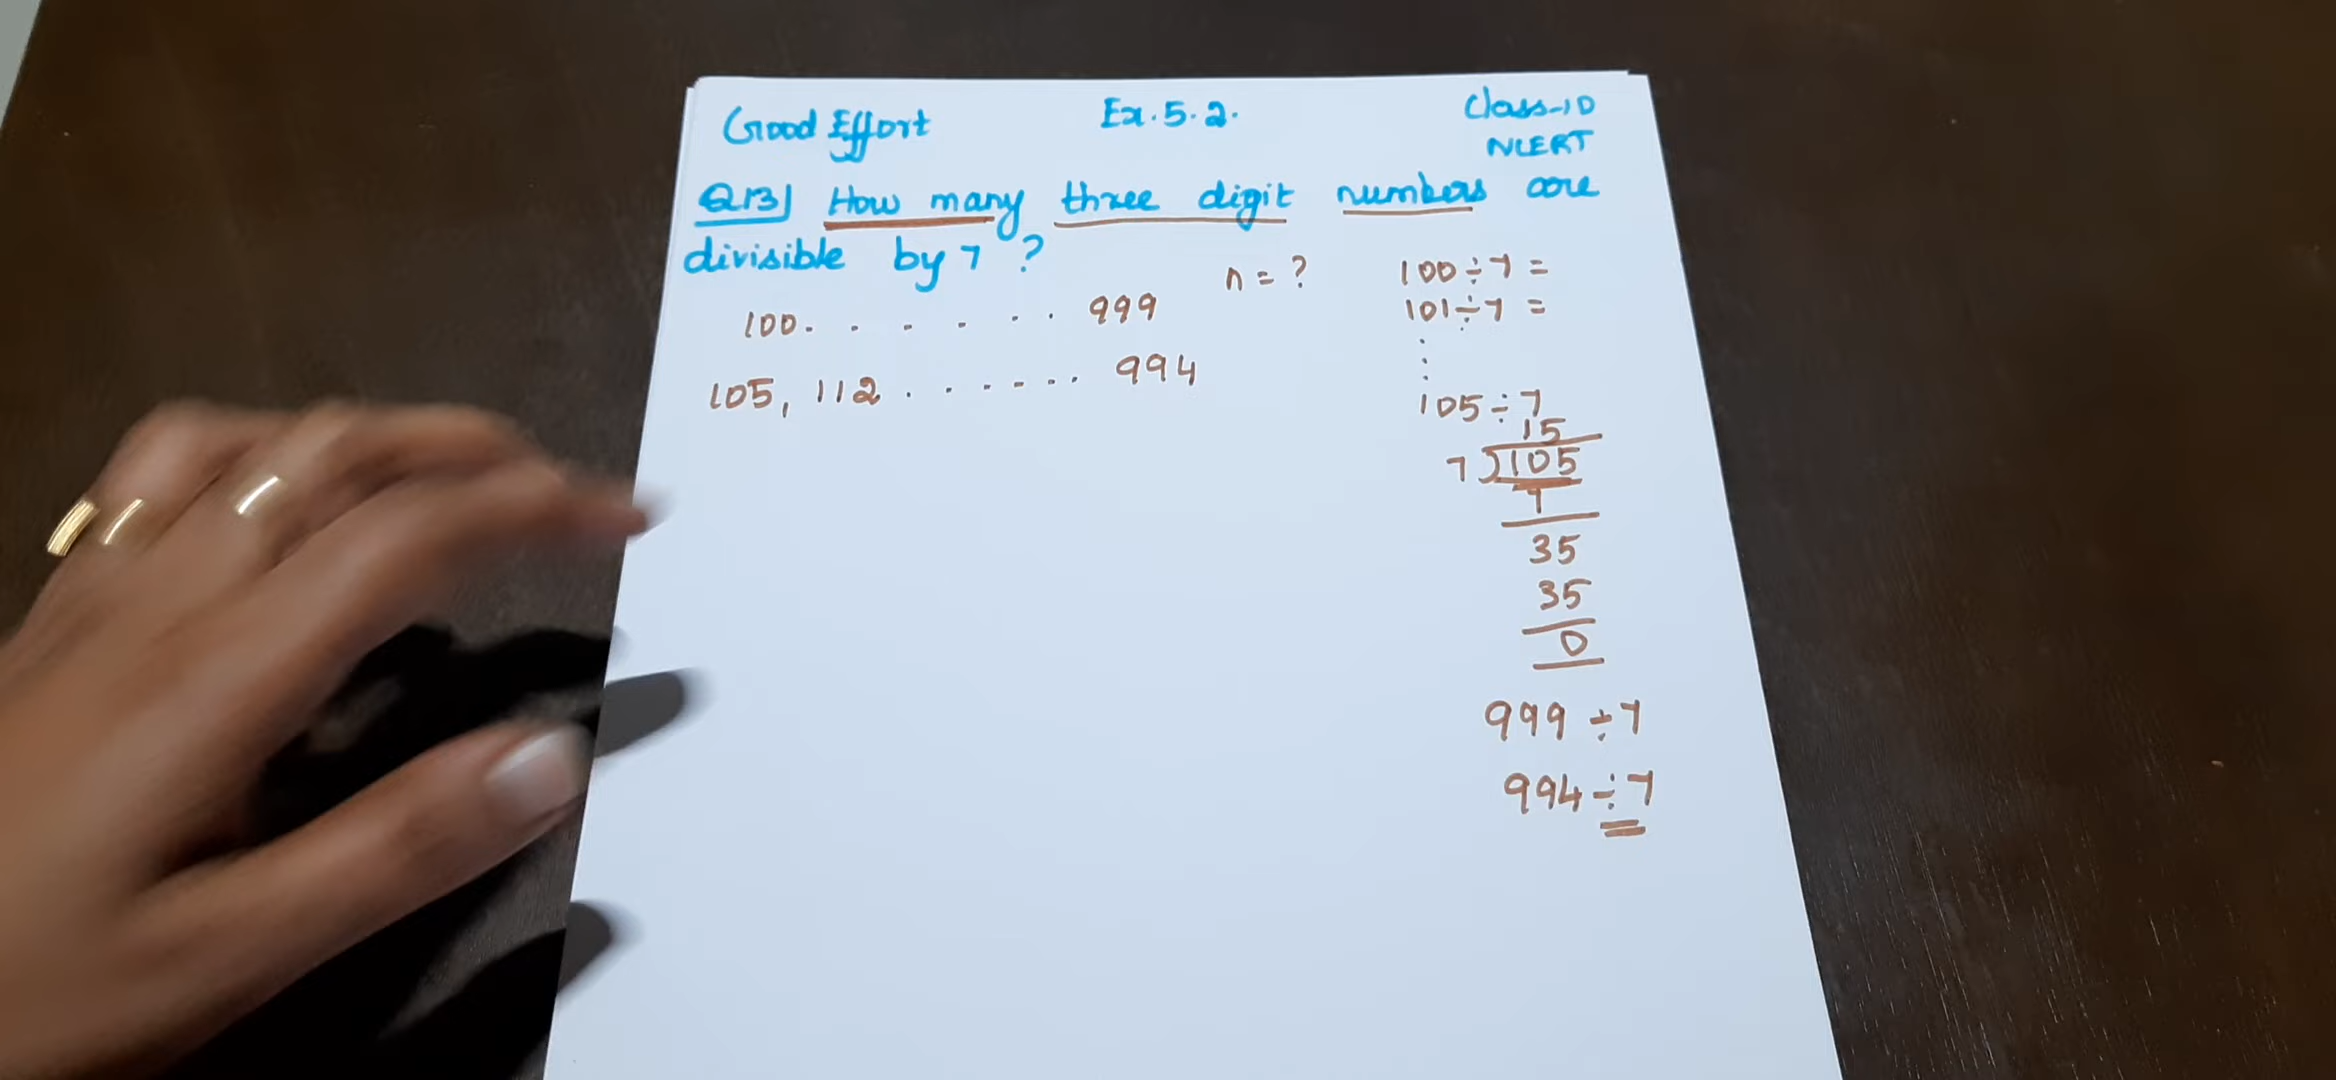 Good Effort Ex.5.2. Class-10
NCERT
Q13) How many three digit numbers are
divisible by 7 ?
n = ?
100. . . . . . 999
105, 112 . . . . . . 994
100÷7 =
101÷7 =
:
:
105÷7
15
7)105
7
35
35
0
999 ÷7
994÷7